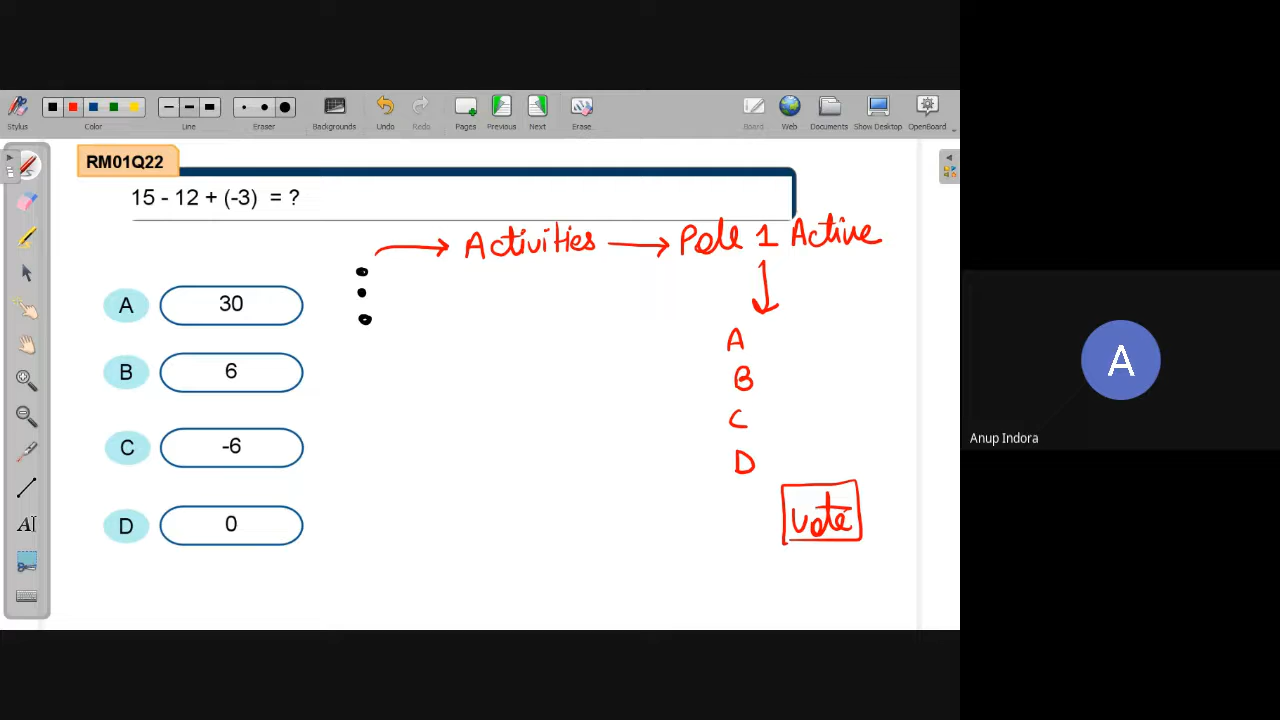 Stylus
Color
Line
Eraser
Backgrounds
Undo
Redo
Pages
Previous
Next
Erase..
Board
Web
Documents
Show Desktop
OpenBoard
RM01Q22
15 - 12 + (-3) = ?
Activities → Pole 1 Active
A 30
B 6
C -6
D 0
A
B
C
D
vote
AI
A
Anup Indora